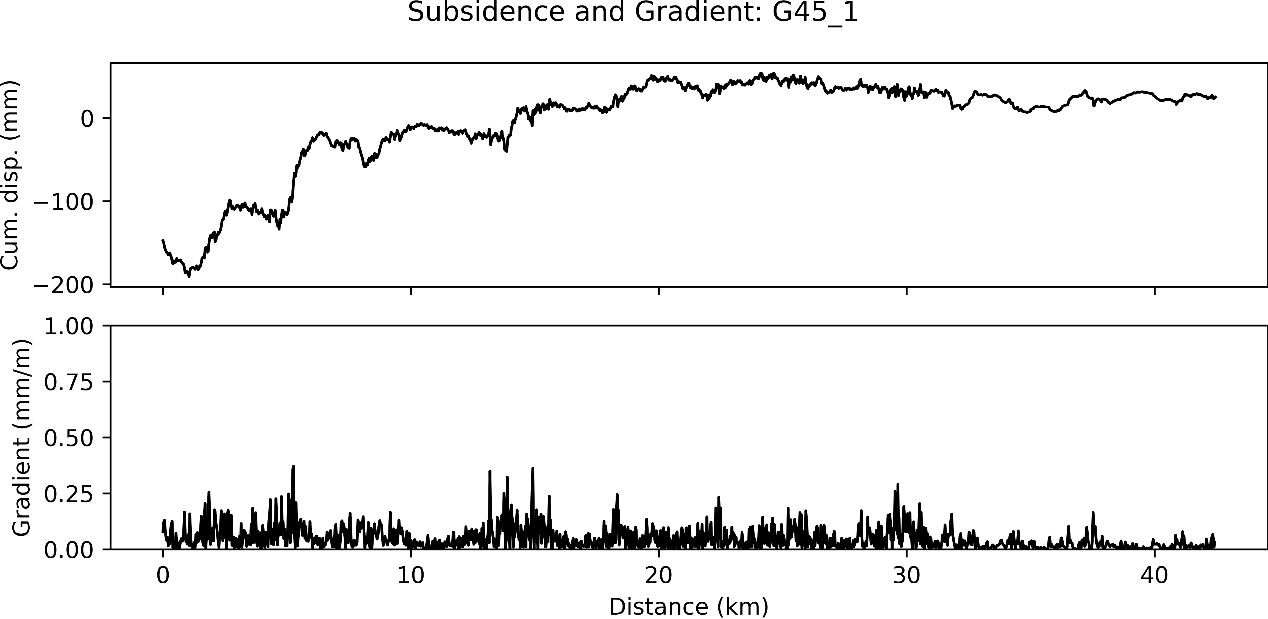 Subsidence and Gradient: G45_1
Cum. disp. (mm)
0
−100
−200
Gradient (mm/m)
1.00
0.75
0.50
0.25
0.00
0 10 20 30 40
Distance (km)